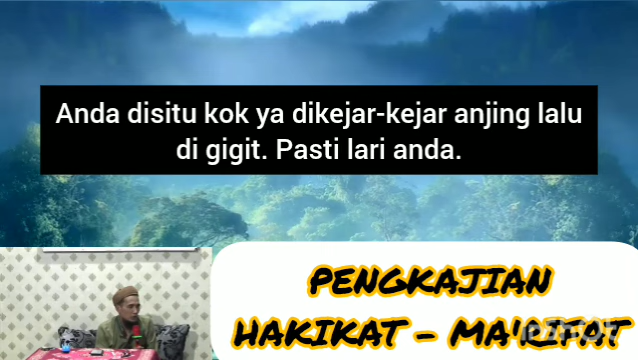 Anda disitu kok ya dikejar-kejar anjing lalu
di gigit. Pasti lari anda.
PENGKAJIAN
HAKIKAT - MA'RIFAT